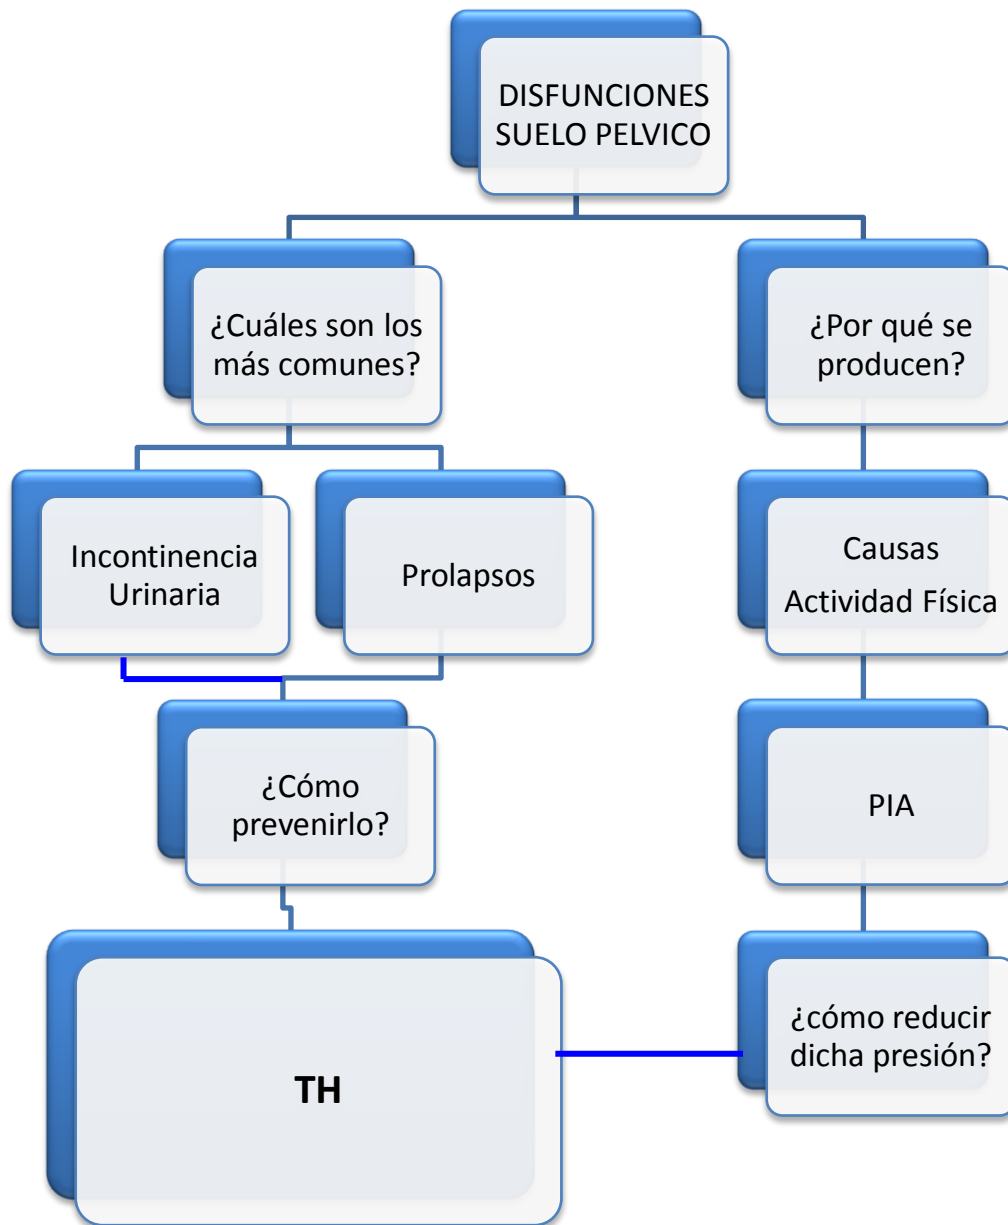 DISFUNCIONES
SUELO PELVICO
¿Cuáles son los
más comunes?
¿Por qué se
producen?
Incontinencia
Urinaria
Prolapsos
Causas
Actividad Física
¿Cómo
prevenirlo?
PIA
TH
¿cómo reducir
dicha presión?